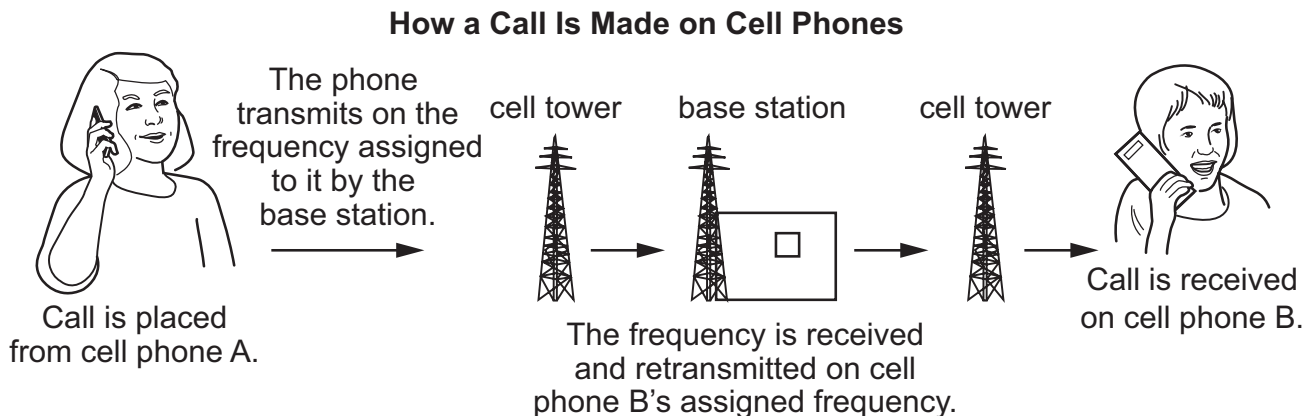 How a Call Is Made on Cell Phones
The phone
transmits on the
frequency assigned
to it by the
base station.
cell tower
base station
cell tower
Call is placed
from cell phone A.
The frequency is received
and retransmitted on cell
phone B's assigned frequency.
Call is received
on cell phone B.